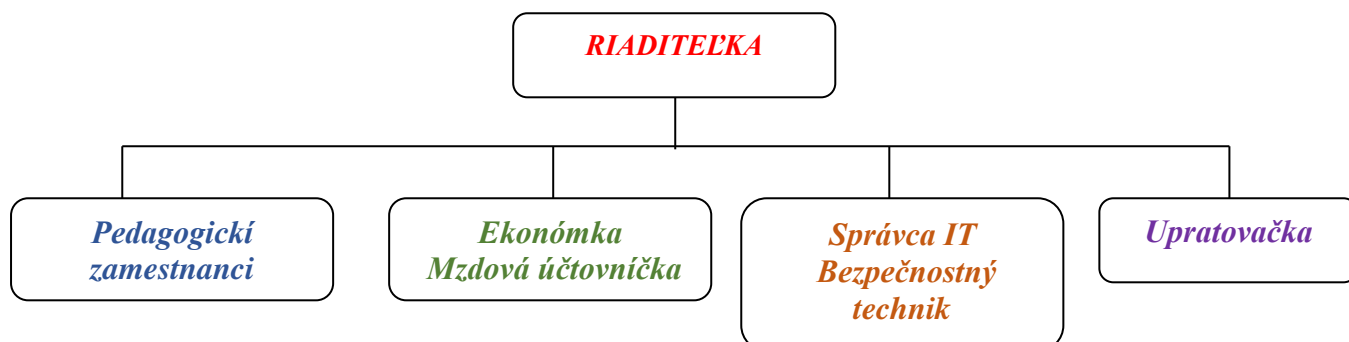 RIADITEĽKA
Pedagogickí
zamestnanci
Ekonómka
Mzdová účtovníčka
Správca IT
Bezpečnostný
technik
Upratovačka